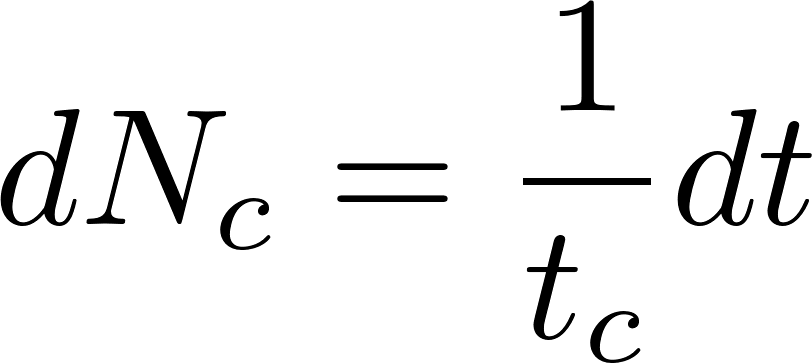 $dN_c = \frac{1}{t_c} dt$